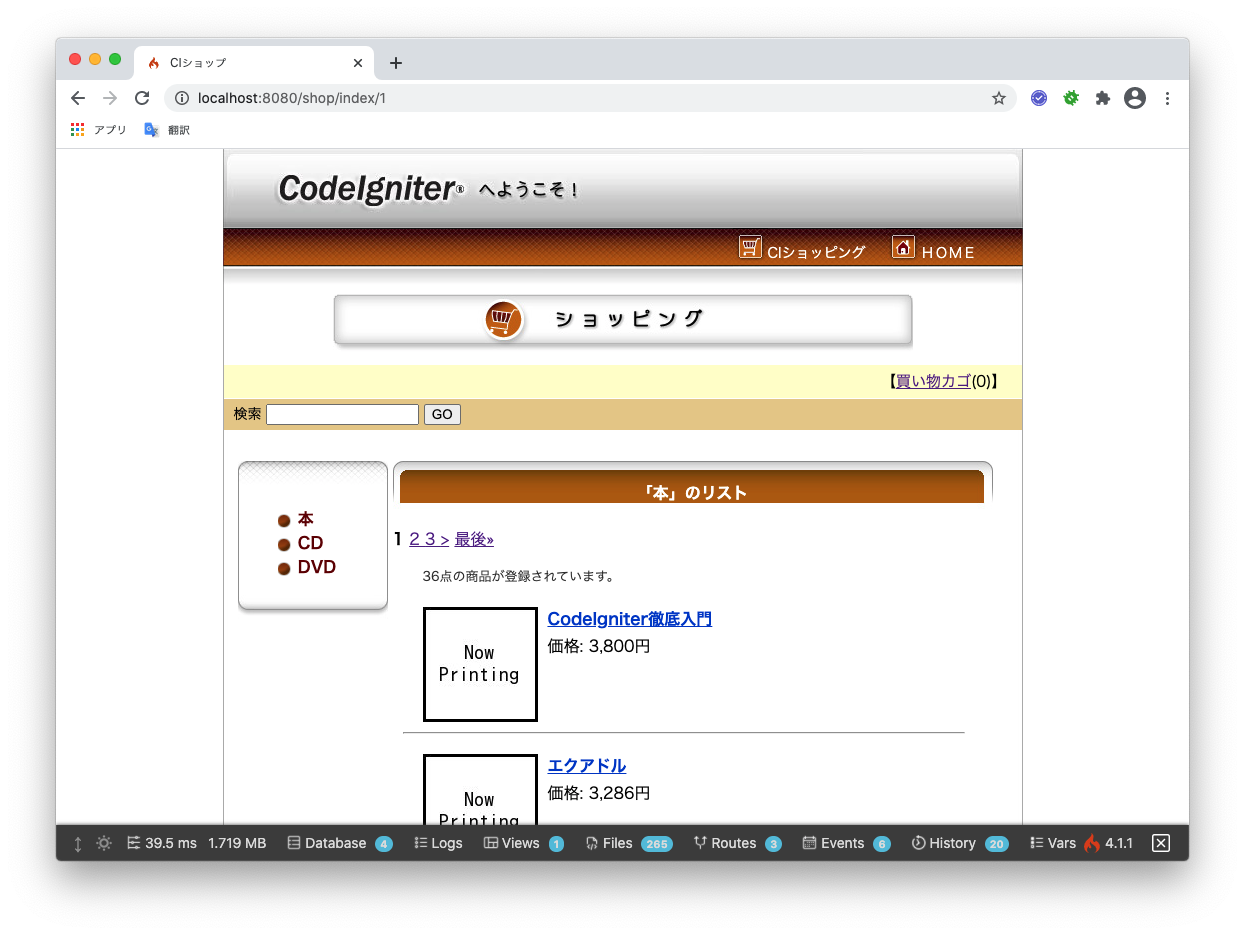 CIショップ
localhost:8080/shop/index/1
アプリ 翻訳
CodeIgniter® へようこそ！
CIショッピング HOME
ショッピング
【買い物カゴ(0)】
検索 GO
「本」のリスト
本
CD
DVD
1 2 3 > 最後»
36点の商品が登録されています。
Now
Printing
CodeIgniter徹底入門
価格: 3,800円
Now
Printing
エクアドル
価格: 3,286円
39.5 ms 1.719 MB Database 4 Logs Views 1 Files 265 Routes 3 Events 6 History 20 Vars 4.1.1